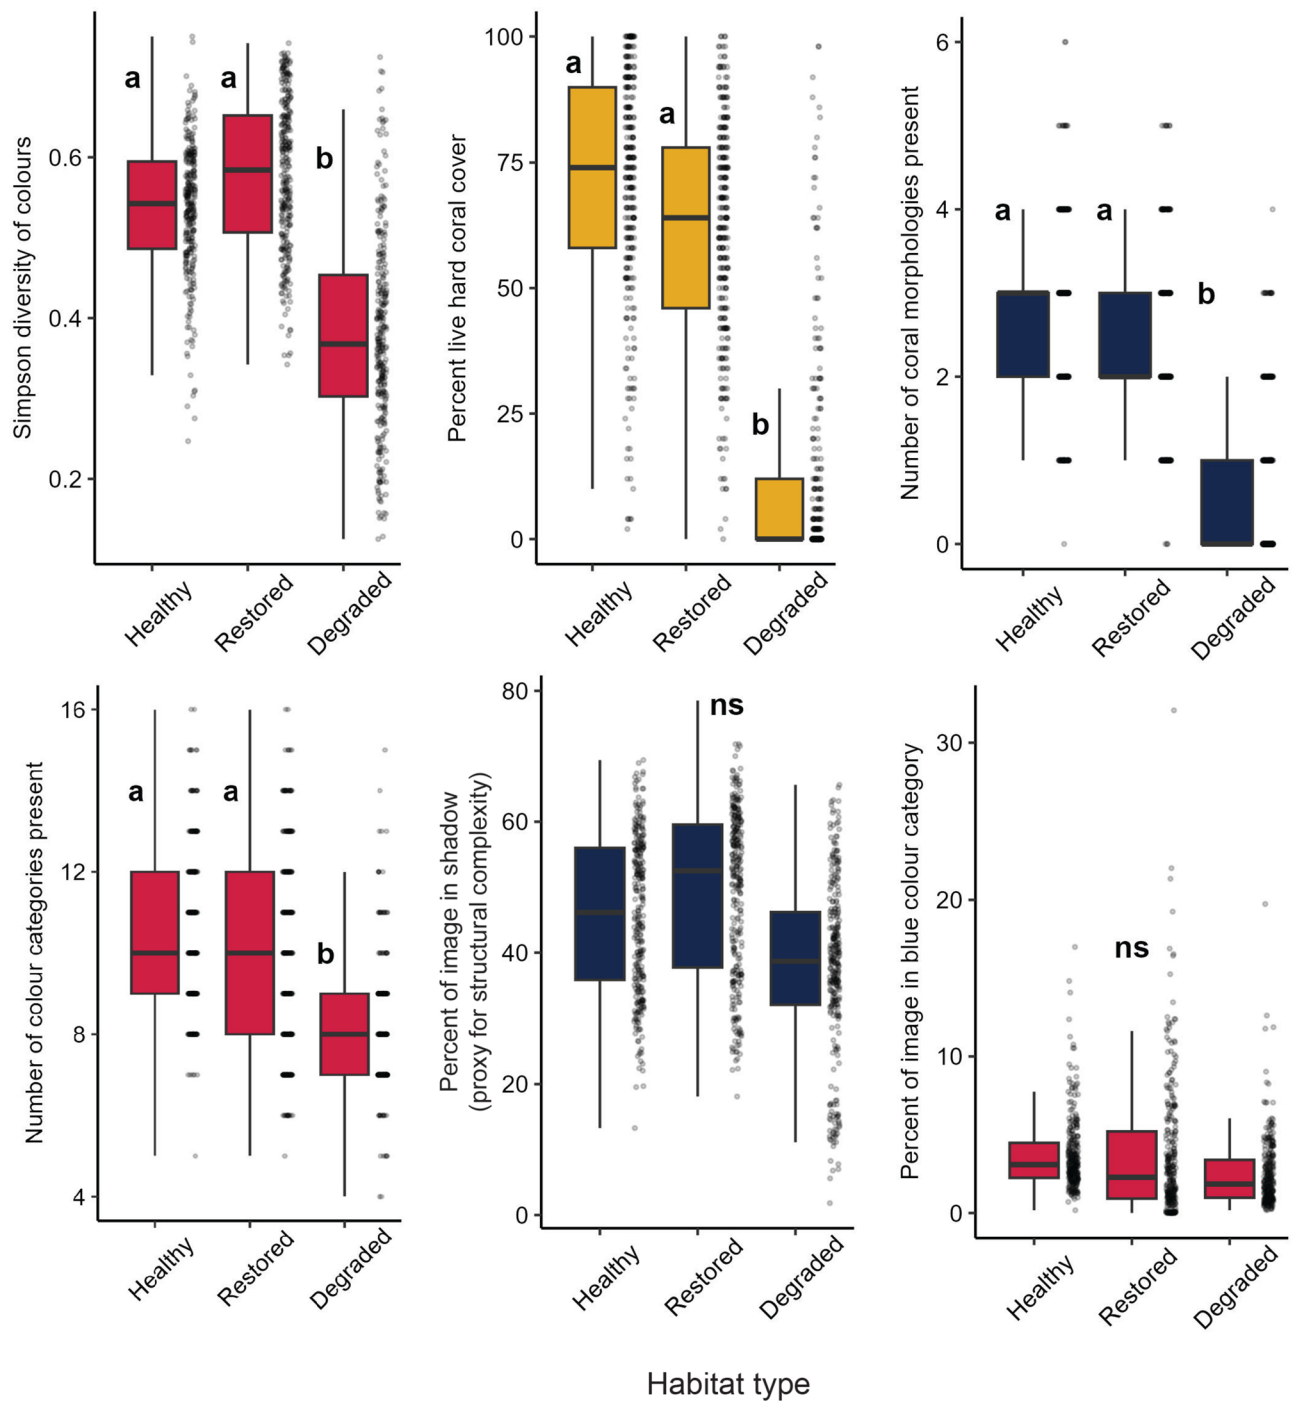 Simpson diversity of colours
0.6
0.4
0.2
a
a
b
Healthy
Restored
Degraded
Percent live hard coral cover
100
75
50
25
0
a
a
b
Healthy
Restored
Degraded
Number of coral morphologies present
6
4
2
0
a
a
b
Healthy
Restored
Degraded
Number of colour categories present
16
12
8
4
a
a
b
Healthy
Restored
Degraded
Percent of image in shadow
(proxy for structural complexity)
80
60
40
20
0
ns
Healthy
Restored
Degraded
Percent of image in blue colour category
30
20
10
0
ns
Healthy
Restored
Degraded
Habitat type